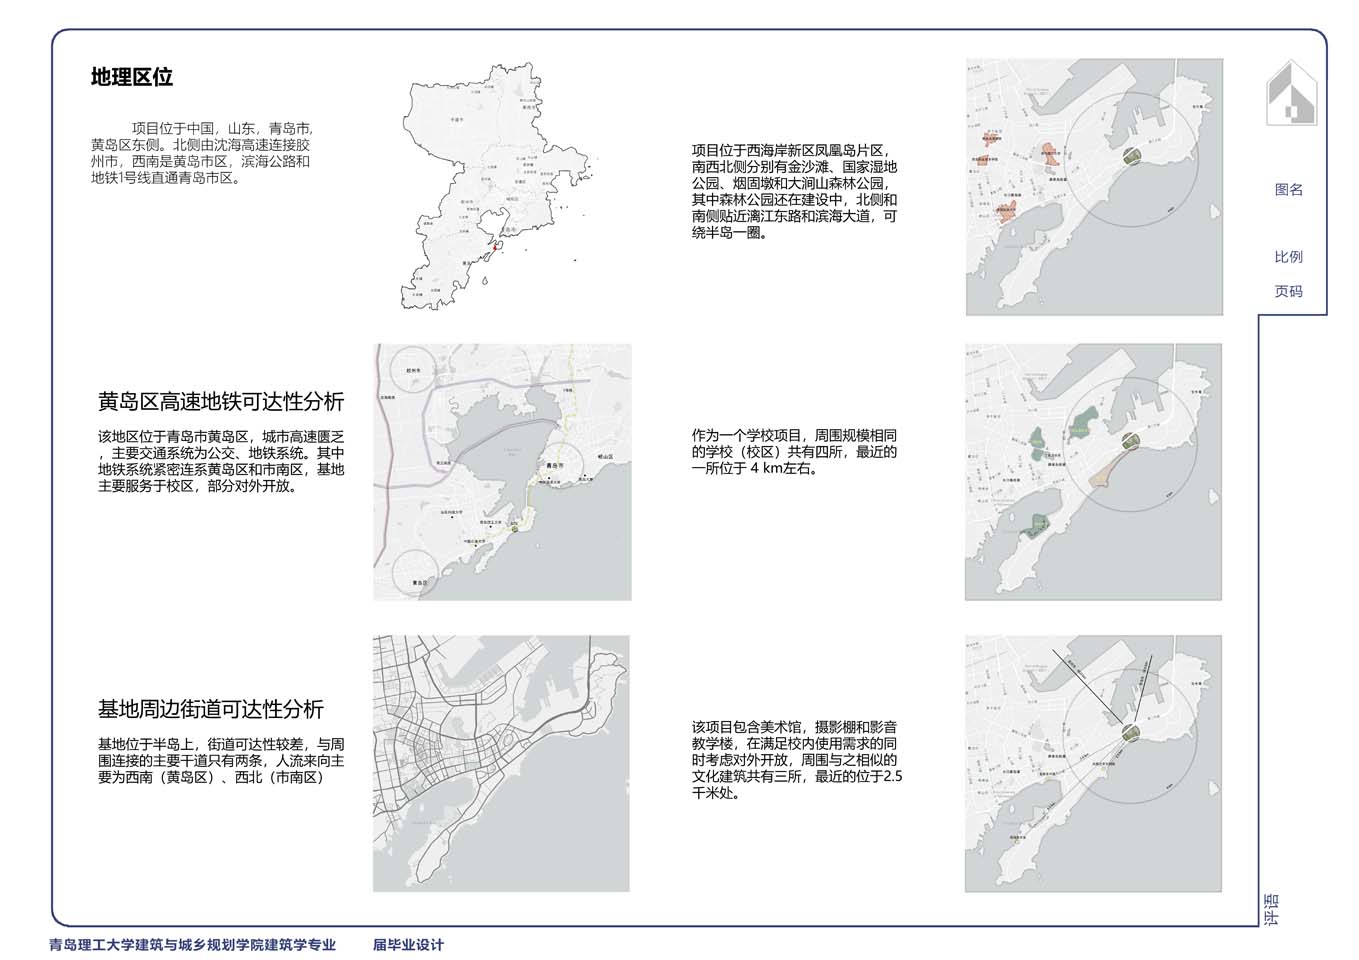 地理区位
项目位于中国，山东，青岛市，
黄岛区东侧。北侧由沈海高速连接胶
州市，西南是黄岛市区，滨海公路和
地铁1号线直通青岛市区。
黄岛区高速地铁可达性分析
该地区位于青岛市黄岛区，城市高速匮乏
，主要交通系统为公交、地铁系统。其中
地铁系统紧密连系黄岛区和市南区，基地
主要服务于校区，部分对外开放。
胶州市
青岛市
崂山区
黄岛区
基地周边街道可达性分析
基地位于半岛上，街道可达性较差，与周
围连接的主要干道只有两条，人流来向主
要为西南（黄岛区）、西北（市南区）
项目位于西海岸新区凤凰岛片区，
南西北侧分别有金沙滩、国家湿地
公园、烟固墩和大涧山森林公园，
其中森林公园还在建设中，北侧和
南侧贴近漓江东路和滨海大道，可
绕半岛一圈。
作为一个学校项目，周围规模相同
的学校（校区）共有四所，最近的
一所位于 4 km左右。
该项目包含美术馆，摄影棚和影音
教学楼，在满足校内使用需求的同
时考虑对外开放，周围与之相似的
文化建筑共有三所，最近的位于2.5
千米处。
图名
比例
页码
评语
青岛理工大学建筑与城乡规划学院建筑学专业
届毕业设计